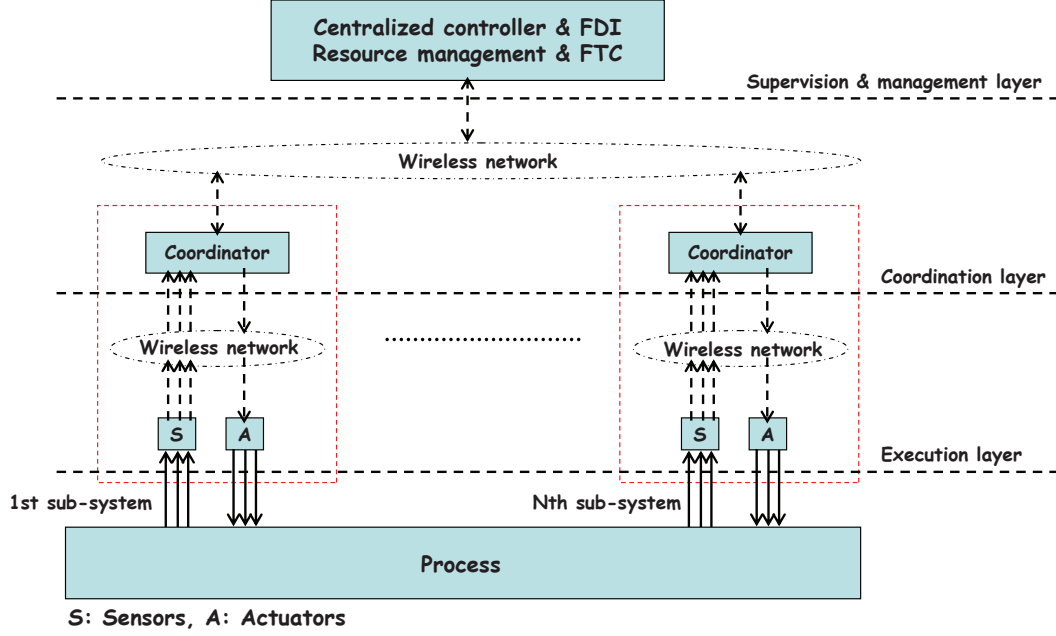 Centralized controller & FDI
Resource management & FTC
Supervision & management layer
Wireless network
Coordinator
Coordinator
Coordination layer
Wireless network
Wireless network
S
A
S
A
Execution layer
1st sub-system
Nth sub-system
Process
S: Sensors, A: Actuators